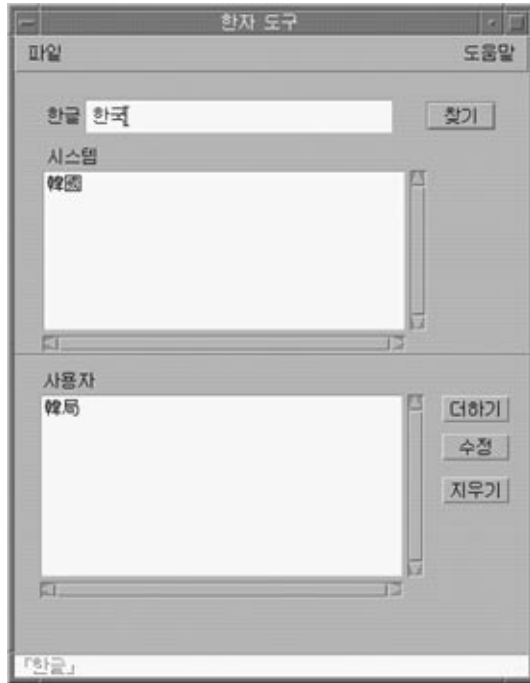 한자 도구
파일 도움말
한글 한국 찾기
시스템
韓國
사용자
韓局
더하기
수정
지우기
「한글」